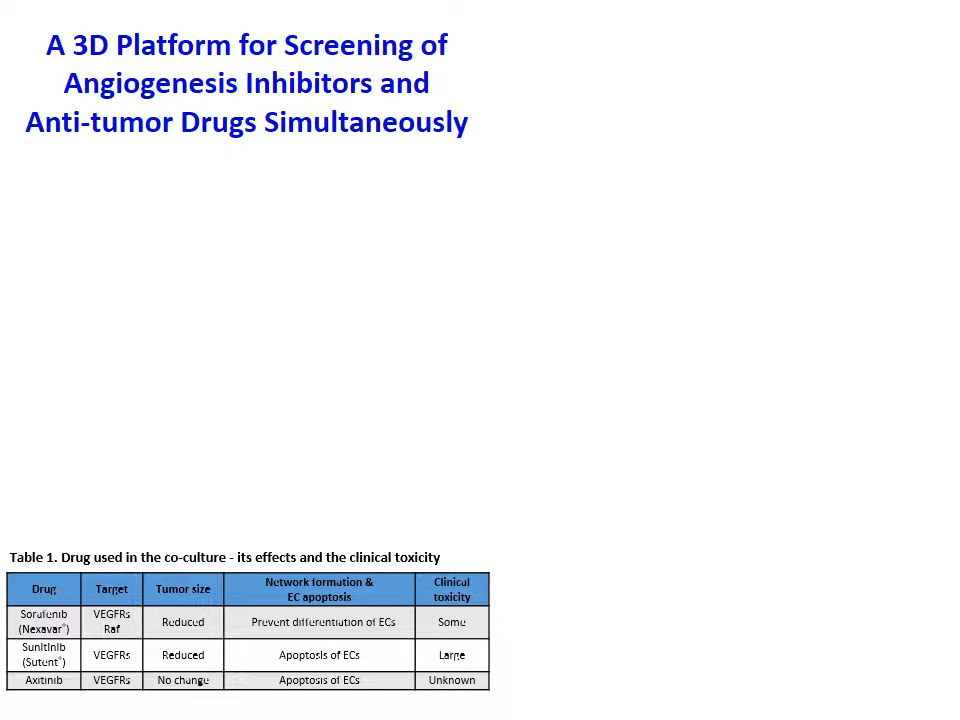 A 3D Platform for Screening of
Angiogenesis Inhibitors and
Anti-tumor Drugs Simultaneously
Table 1. Drug used in the co-culture - its effects and the clinical toxicity
Drug Target Tumor size Network formation & EC apoptosis Clinical toxicity
Sorafenib (Nexavar®) VEGFRs Raf Reduced Prevent differentiation of ECs Some
Sunitinib (Sutent®) VEGFRs Reduced Apoptosis of ECs Large
Axitinib VEGFRs No change Apoptosis of ECs Unknown